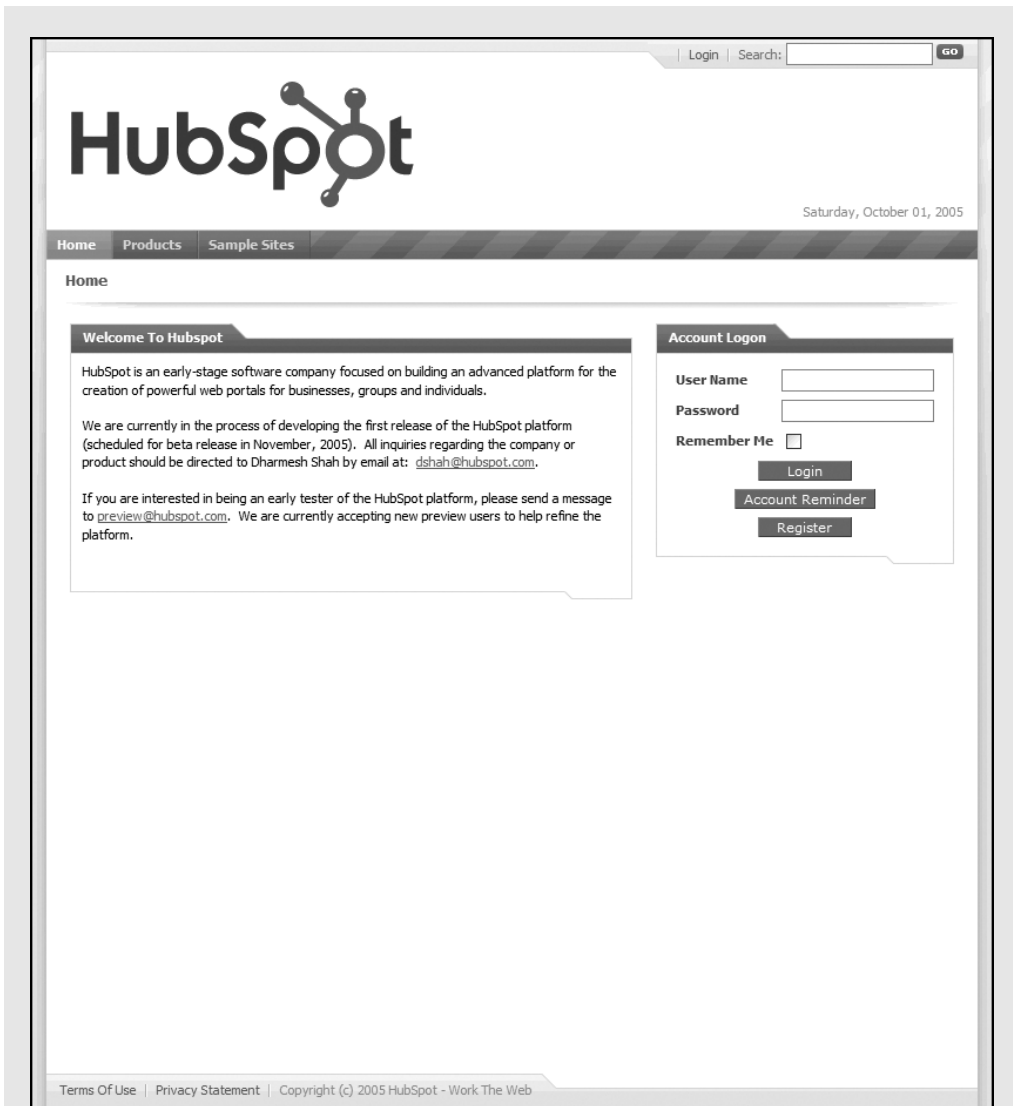 | Login | Search: GO
HubSpot
Saturday, October 01, 2005
Home Products Sample Sites
Home
Welcome To Hubspot
HubSpot is an early-stage software company focused on building an advanced platform for the
creation of powerful web portals for businesses, groups and individuals.
We are currently in the process of developing the first release of the HubSpot platform
(scheduled for beta release in November, 2005). All inquiries regarding the company or
product should be directed to Dharmesh Shah by email at: dshah@hubspot.com.
If you are interested in being an early tester of the HubSpot platform, please send a message
to preview@hubspot.com. We are currently accepting new preview users to help refine the
platform.
Account Logon
User Name
Password
Remember Me
Login
Account Reminder
Register
Terms Of Use | Privacy Statement | Copyright (c) 2005 HubSpot - Work The Web